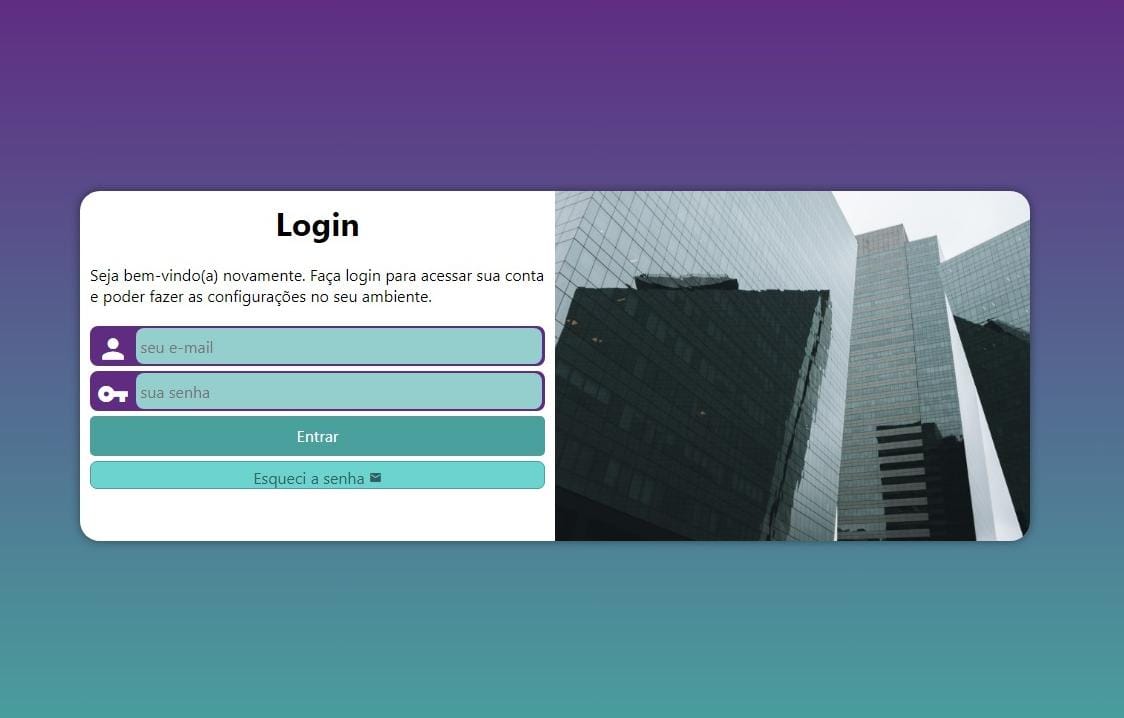 Login
Seja bem-vindo(a) novamente. Faça login para acessar sua conta
e poder fazer as configurações no seu ambiente.
seu e-mail
sua senha
Entrar
Esqueci a senha